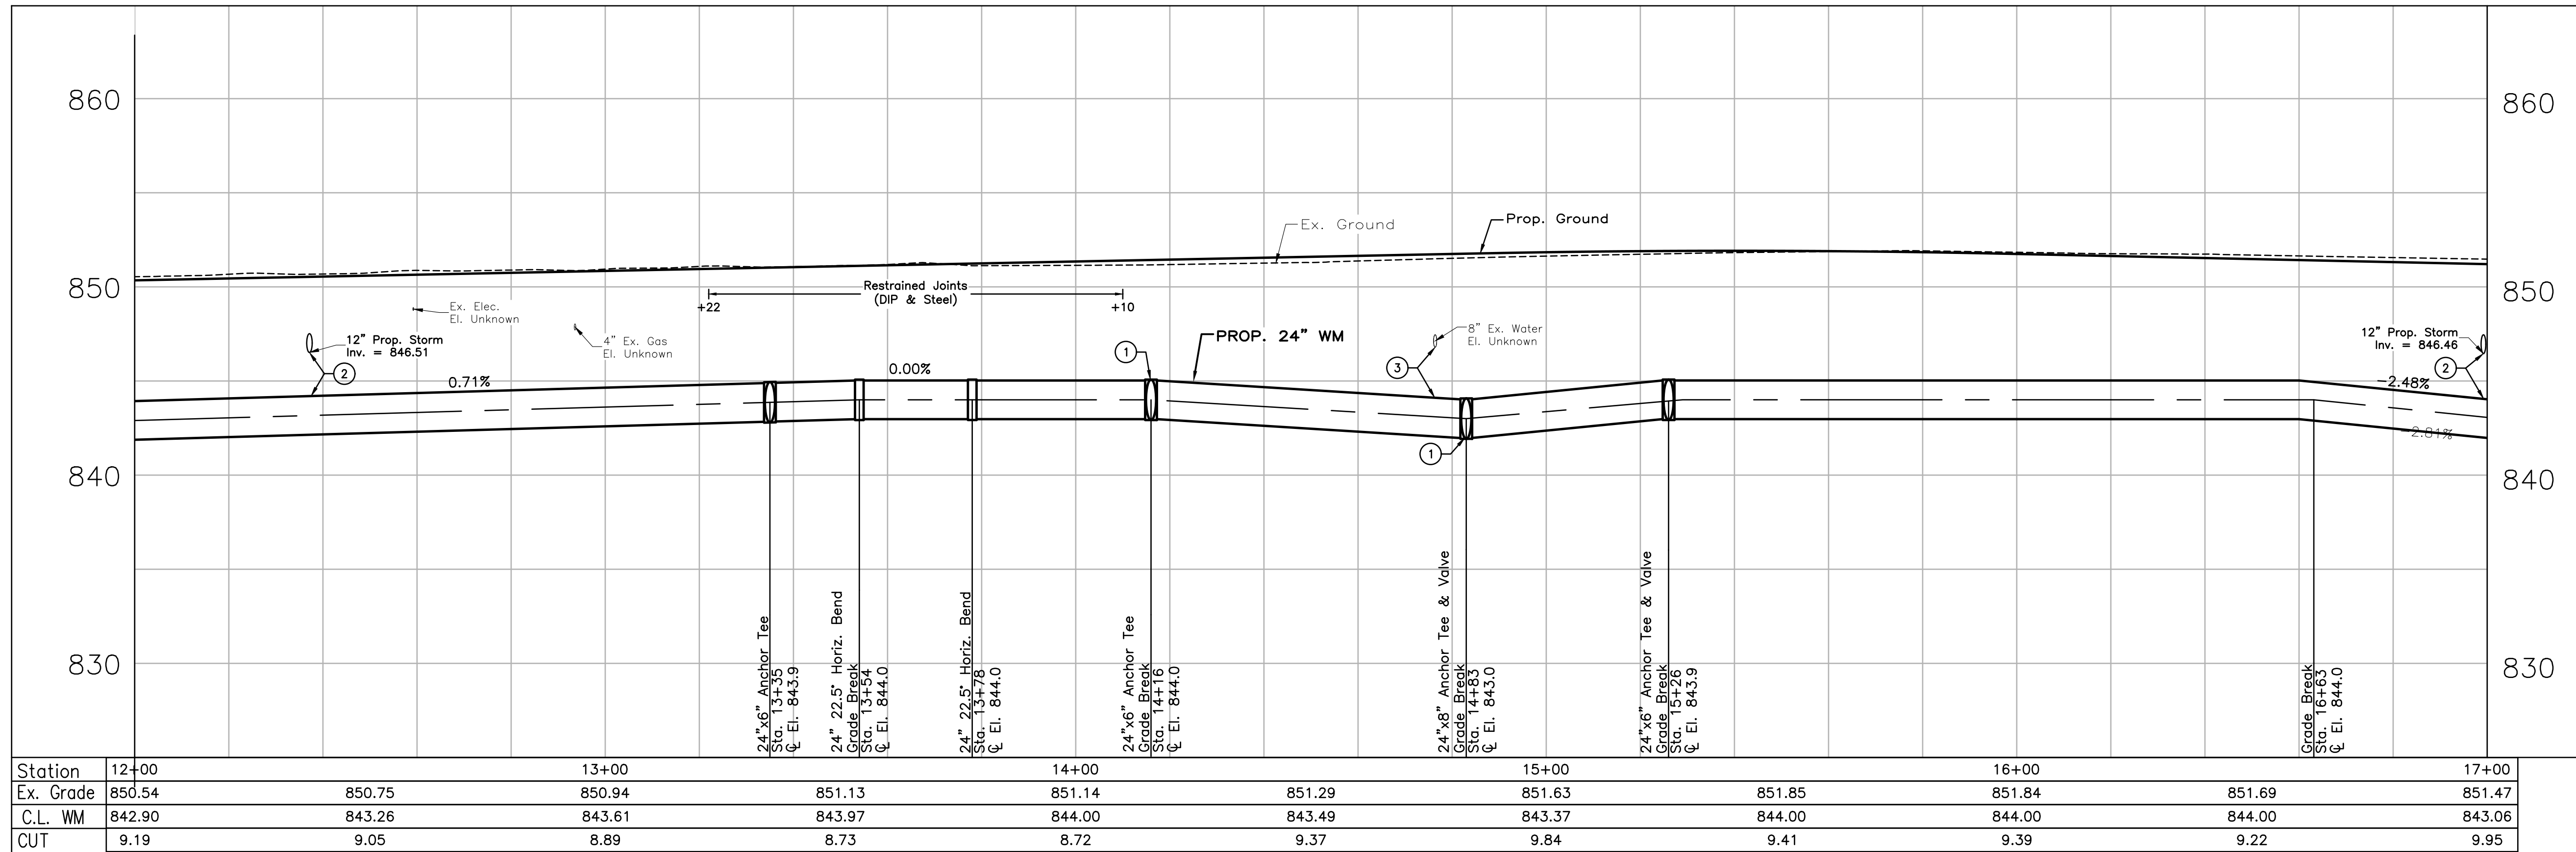 860
860
Ex. Ground
Prop. Ground
850
850
Restrained Joints
(DIP & Steel)
+22
+10
Ex. Elec.
El. Unknown
12" Prop. Storm
Inv. = 846.51
4" Ex. Gas
El. Unknown
PROP. 24" WM
8" Ex. Water
El. Unknown
12" Prop. Storm
Inv. = 846.46
1
2
3
2
0.71%
0.00%
-2.48%
-2.81%
1
840
840
830
830
24"x6" Anchor Tee
Sta. 13+35
℄ El. 843.9
24" 22.5° Horiz. Bend
Grade Break
Sta. 13+54
℄ El. 844.0
24" 22.5° Horiz. Bend
Sta. 13+78
℄ El. 844.0
24"x6" Anchor Tee
Grade Break
Sta. 14+16
℄ El. 844.0
24"x8" Anchor Tee & Valve
Grade Break
Sta. 14+83
℄ El. 843.0
24"x6" Anchor Tee & Valve
Grade Break
Sta. 15+26
℄ El. 843.9
Grade Break
Sta. 16+63
℄ El. 844.0
Station 12+00 13+00 14+00 15+00 16+00 17+00
Ex. Grade 850.54 850.75 850.94 851.13 851.14 851.29 851.63 851.85 851.84 851.69 851.47
C.L. WM 842.90 843.26 843.61 843.97 844.00 843.49 843.37 844.00 844.00 844.00 843.06
CUT 9.19 9.05 8.89 8.73 8.72 9.37 9.84 9.41 9.39 9.22 9.95